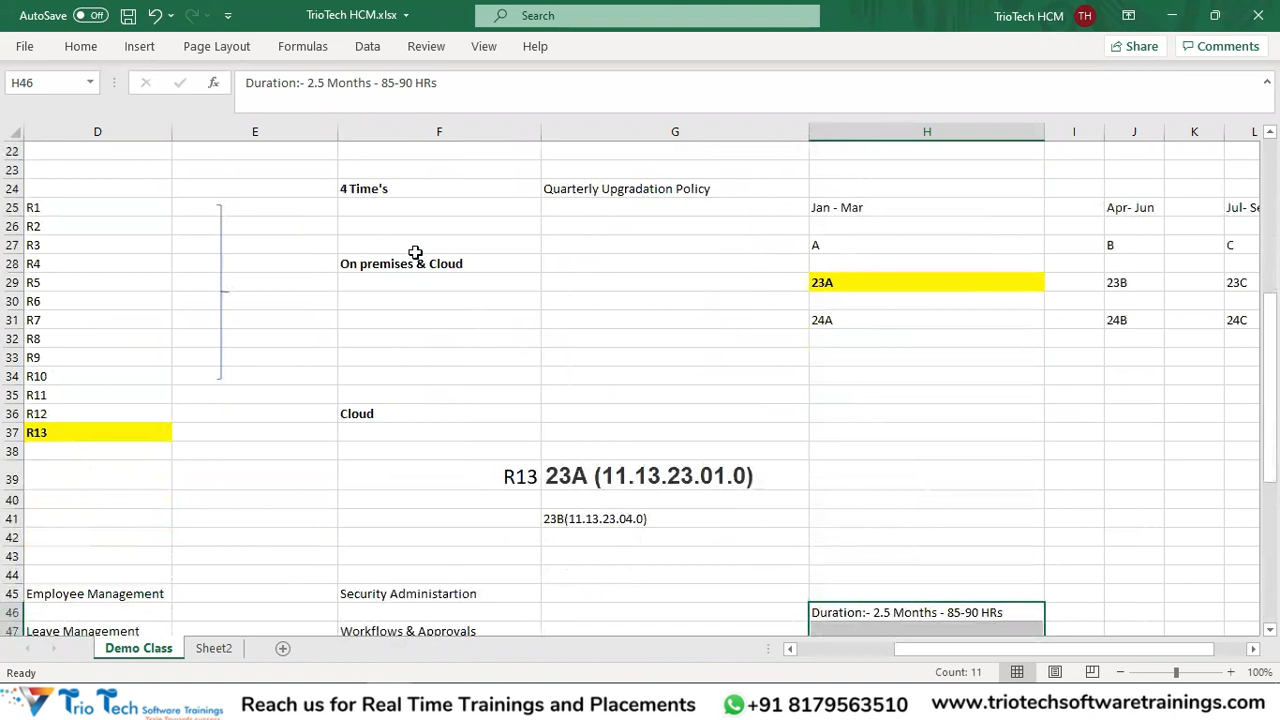 AutoSave Off TrioTech HCM.xlsx Search TrioTech HCM TH
File Home Insert Page Layout Formulas Data Review View Help Share Comments
H46 fx Duration:- 2.5 Months - 85-90 HRs
D E F G H I J K L
22
23
24 4 Time's Quarterly Upgradation Policy
25 R1 Jan - Mar Apr- Jun Jul- Se
26 R2
27 R3 A B C
28 R4 On premises & Cloud
29 R5 23A 23B 23C
30 R6
31 R7 24A 24B 24C
32 R8
33 R9
34 R10
35 R11
36 R12 Cloud
37 R13
38
39 R13 23A (11.13.23.01.0)
40
41 23B(11.13.23.04.0)
42
43
44
45 Employee Management Security Administartion
46 Duration:- 2.5 Months - 85-90 HRs
47 Leave Management Workflows & Approvals
Demo Class Sheet2
Ready Count: 11 100%
Trio Tech Software Trainings Reach us for Real Time Trainings and Placements +91 8179563510 www.triotechsoftwaretrainings.com
Trio Towards success